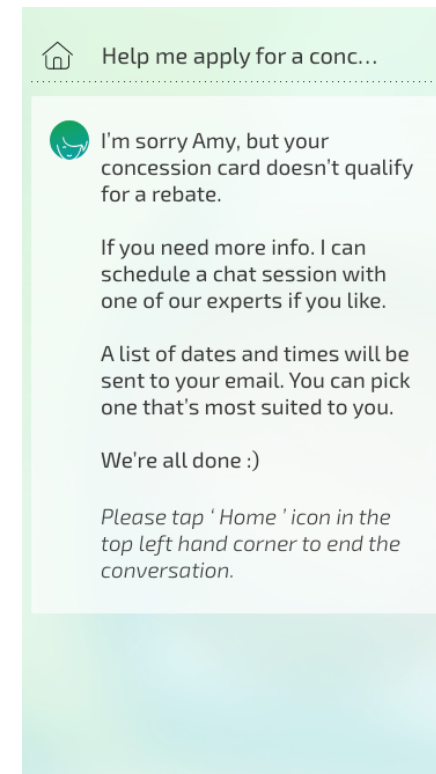 Help me apply for a conc...
I'm sorry Amy, but your
concession card doesn't qualify
for a rebate.
If you need more info. I can
schedule a chat session with
one of our experts if you like.
A list of dates and times will be
sent to your email. You can pick
one that's most suited to you.
We're all done :)
Please tap ‘ Home ’ icon in the
top left hand corner to end the
conversation.